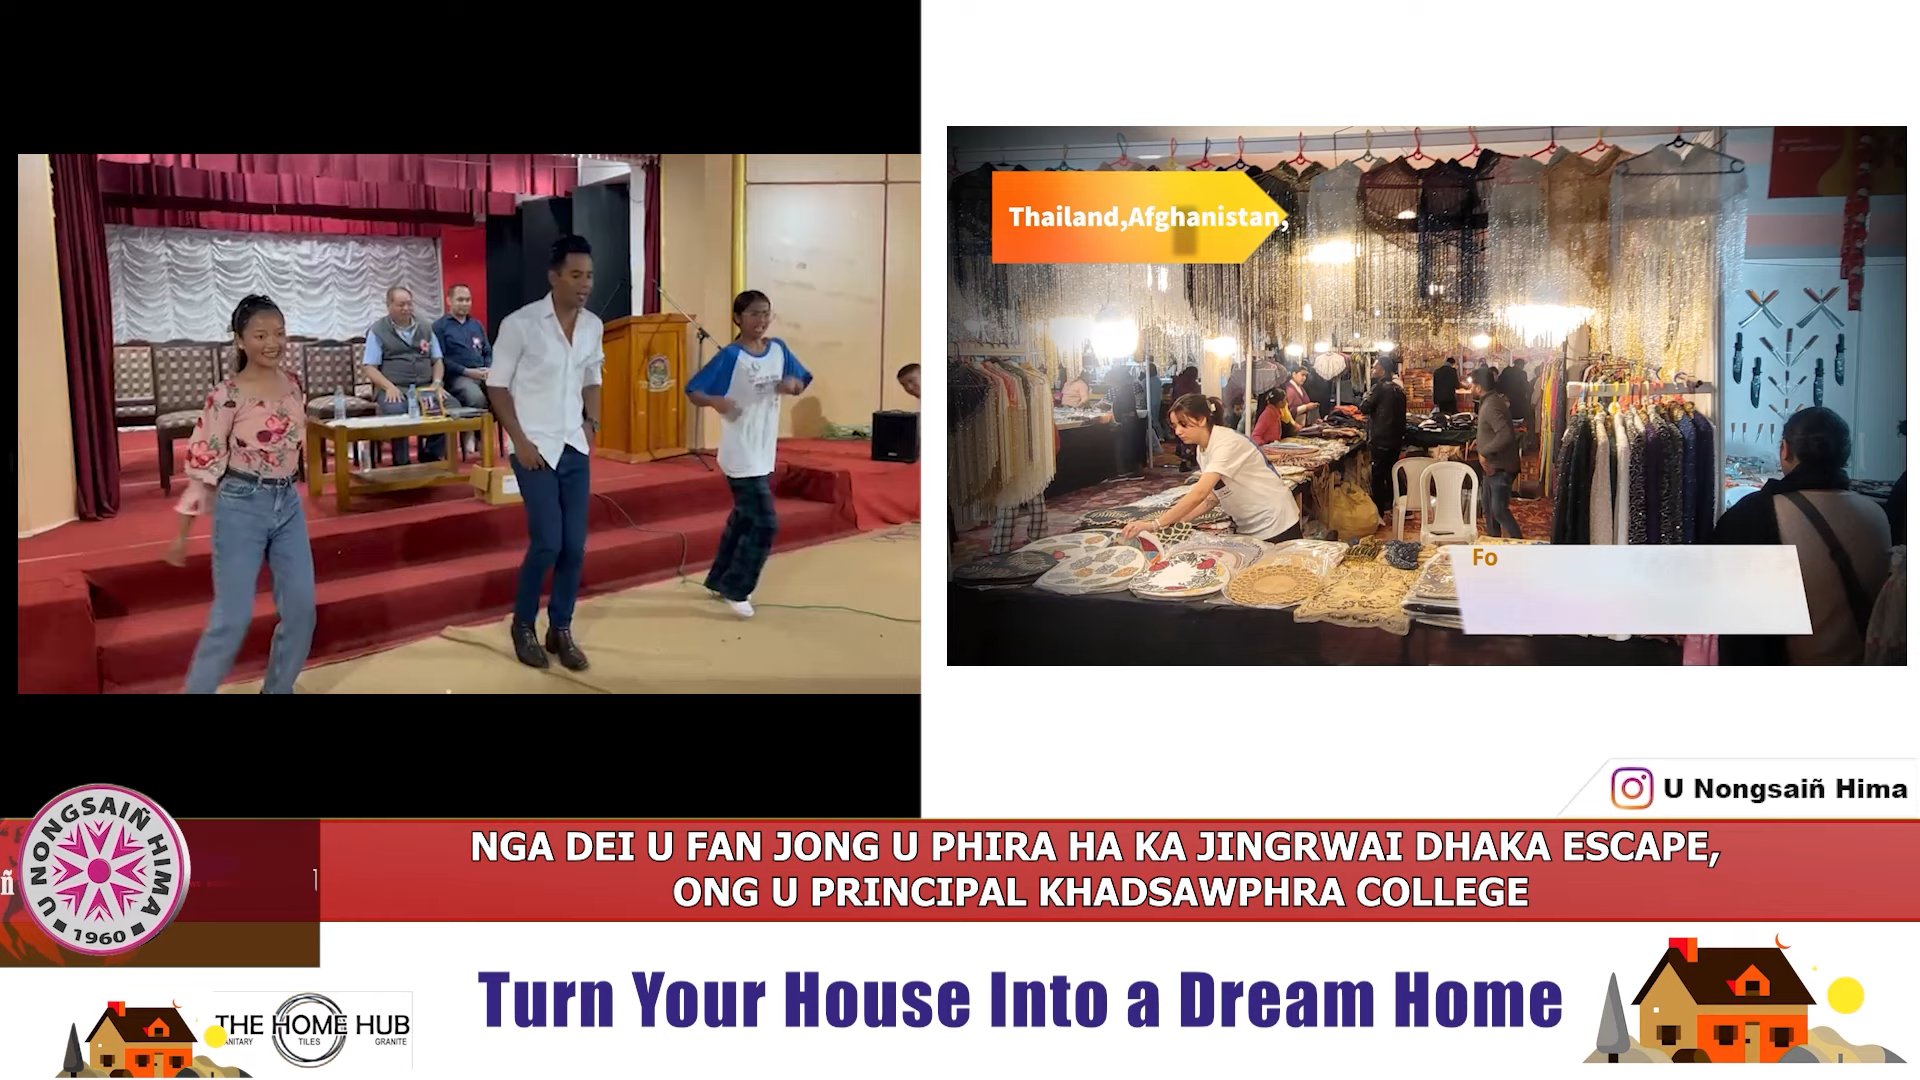 Thailand,Afghanistan,
Fo
U Nongsaiñ Hima
U NONGSAIÑ HIMA
1960
NGA DEI U FAN JONG U PHIRA HA KA JINGRWAI DHAKA ESCAPE,
ONG U PRINCIPAL KHADSAWPHRA COLLEGE
Turn Your House Into a Dream Home
THE HOME HUB
ANITARY TILES GRANITE